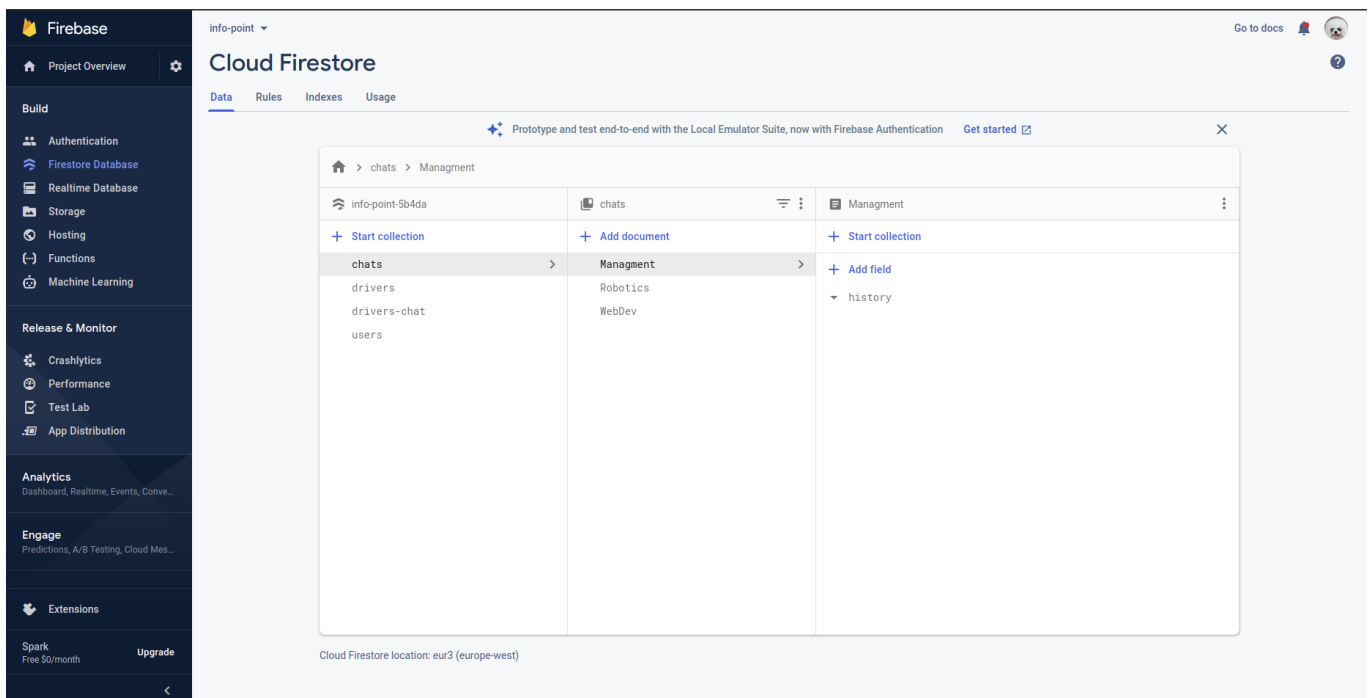 Firebase
Project Overview
Build
Authentication
Firestore Database
Realtime Database
Storage
Hosting
Functions
Machine Learning
Release & Monitor
Crashlytics
Performance
Test Lab
App Distribution
Analytics
Dashboard, Realtime, Events, Conve...
Engage
Predictions, A/B Testing, Cloud Mes...
Extensions
Spark
Free $0/month
Upgrade
info-point
Go to docs
Cloud Firestore
Data Rules Indexes Usage
Prototype and test end-to-end with the Local Emulator Suite, now with Firebase Authentication Get started
chats > Managment
info-point-5b4da
+ Start collection
chats
drivers
drivers-chat
users
chats
+ Add document
Managment
Robotics
WebDev
Managment
+ Start collection
+ Add field
history
Cloud Firestore location: eur3 (europe-west)